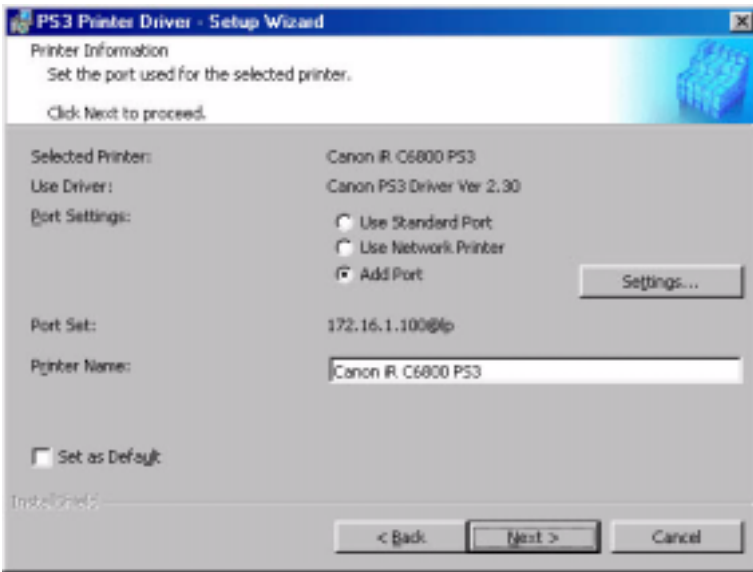 PS3 Printer Driver - Setup Wizard
Printer Information
Set the port used for the selected printer.
Click Next to proceed.
Selected Printer: Canon iR C6800 PS3
Use Driver: Canon PS3 Driver Ver 2.30
Port Settings: Use Standard Port
Use Network Printer
Add Port
Settings...
Port Set: 172.16.1.100@lp
Printer Name: Canon iR C6800 PS3
Set as Default
InstallShield
< Back Next > Cancel